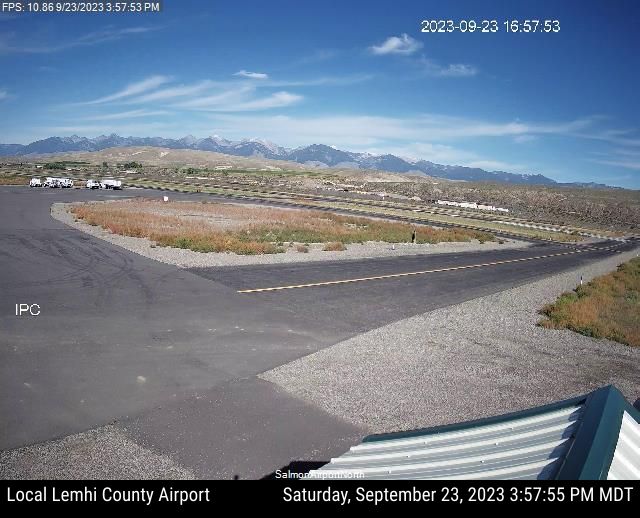 FPS: 10.86 9/23/2023 3:57:53 PM
2023-09-23 16:57:53
IPC
SalmonAirportNorth
Local Lemhi County Airport
Saturday, September 23, 2023 3:57:55 PM MDT